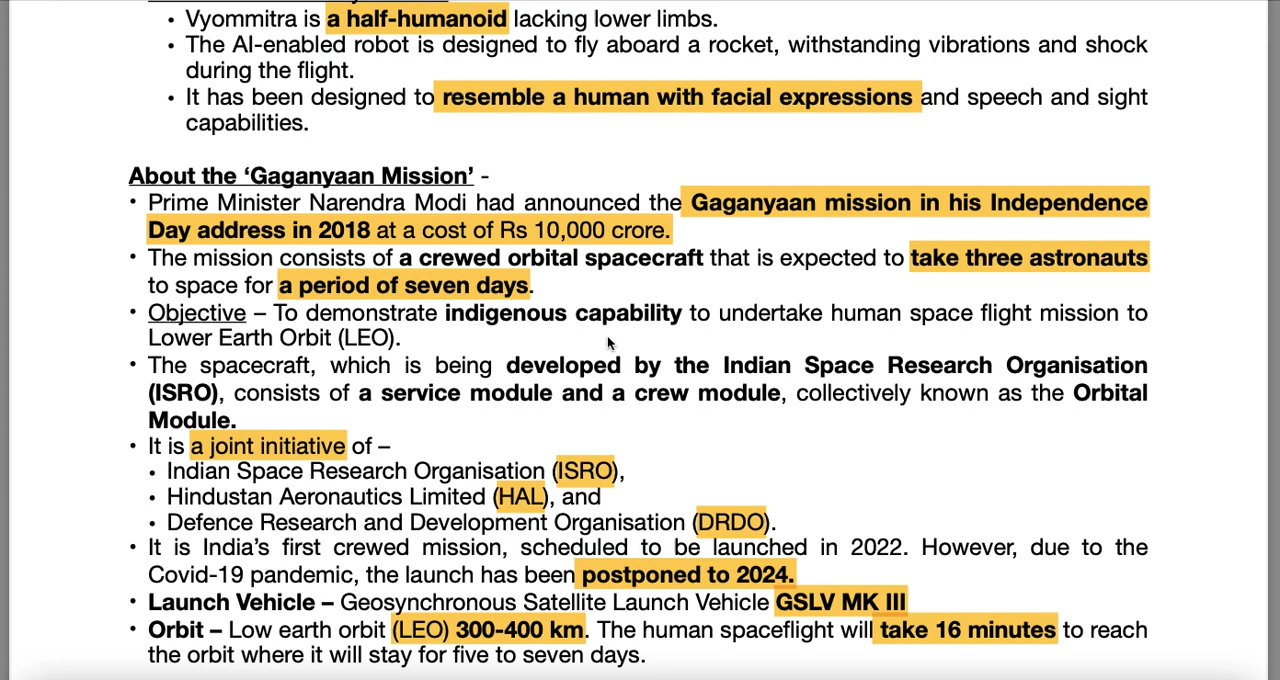 • Vyommitra is a half-humanoid lacking lower limbs.
• The AI-enabled robot is designed to fly aboard a rocket, withstanding vibrations and shock
during the flight.
• It has been designed to resemble a human with facial expressions and speech and sight
capabilities.
About the ‘Gaganyaan Mission’ -
• Prime Minister Narendra Modi had announced the Gaganyaan mission in his Independence
Day address in 2018 at a cost of Rs 10,000 crore.
• The mission consists of a crewed orbital spacecraft that is expected to take three astronauts
to space for a period of seven days.
• Objective – To demonstrate indigenous capability to undertake human space flight mission to
Lower Earth Orbit (LEO).
• The spacecraft, which is being developed by the Indian Space Research Organisation
(ISRO), consists of a service module and a crew module, collectively known as the Orbital
Module.
• It is a joint initiative of –
• Indian Space Research Organisation (ISRO),
• Hindustan Aeronautics Limited (HAL), and
• Defence Research and Development Organisation (DRDO).
• It is India’s first crewed mission, scheduled to be launched in 2022. However, due to the
Covid-19 pandemic, the launch has been postponed to 2024.
• Launch Vehicle – Geosynchronous Satellite Launch Vehicle GSLV MK III
• Orbit – Low earth orbit (LEO) 300-400 km. The human spaceflight will take 16 minutes to reach
the orbit where it will stay for five to seven days.